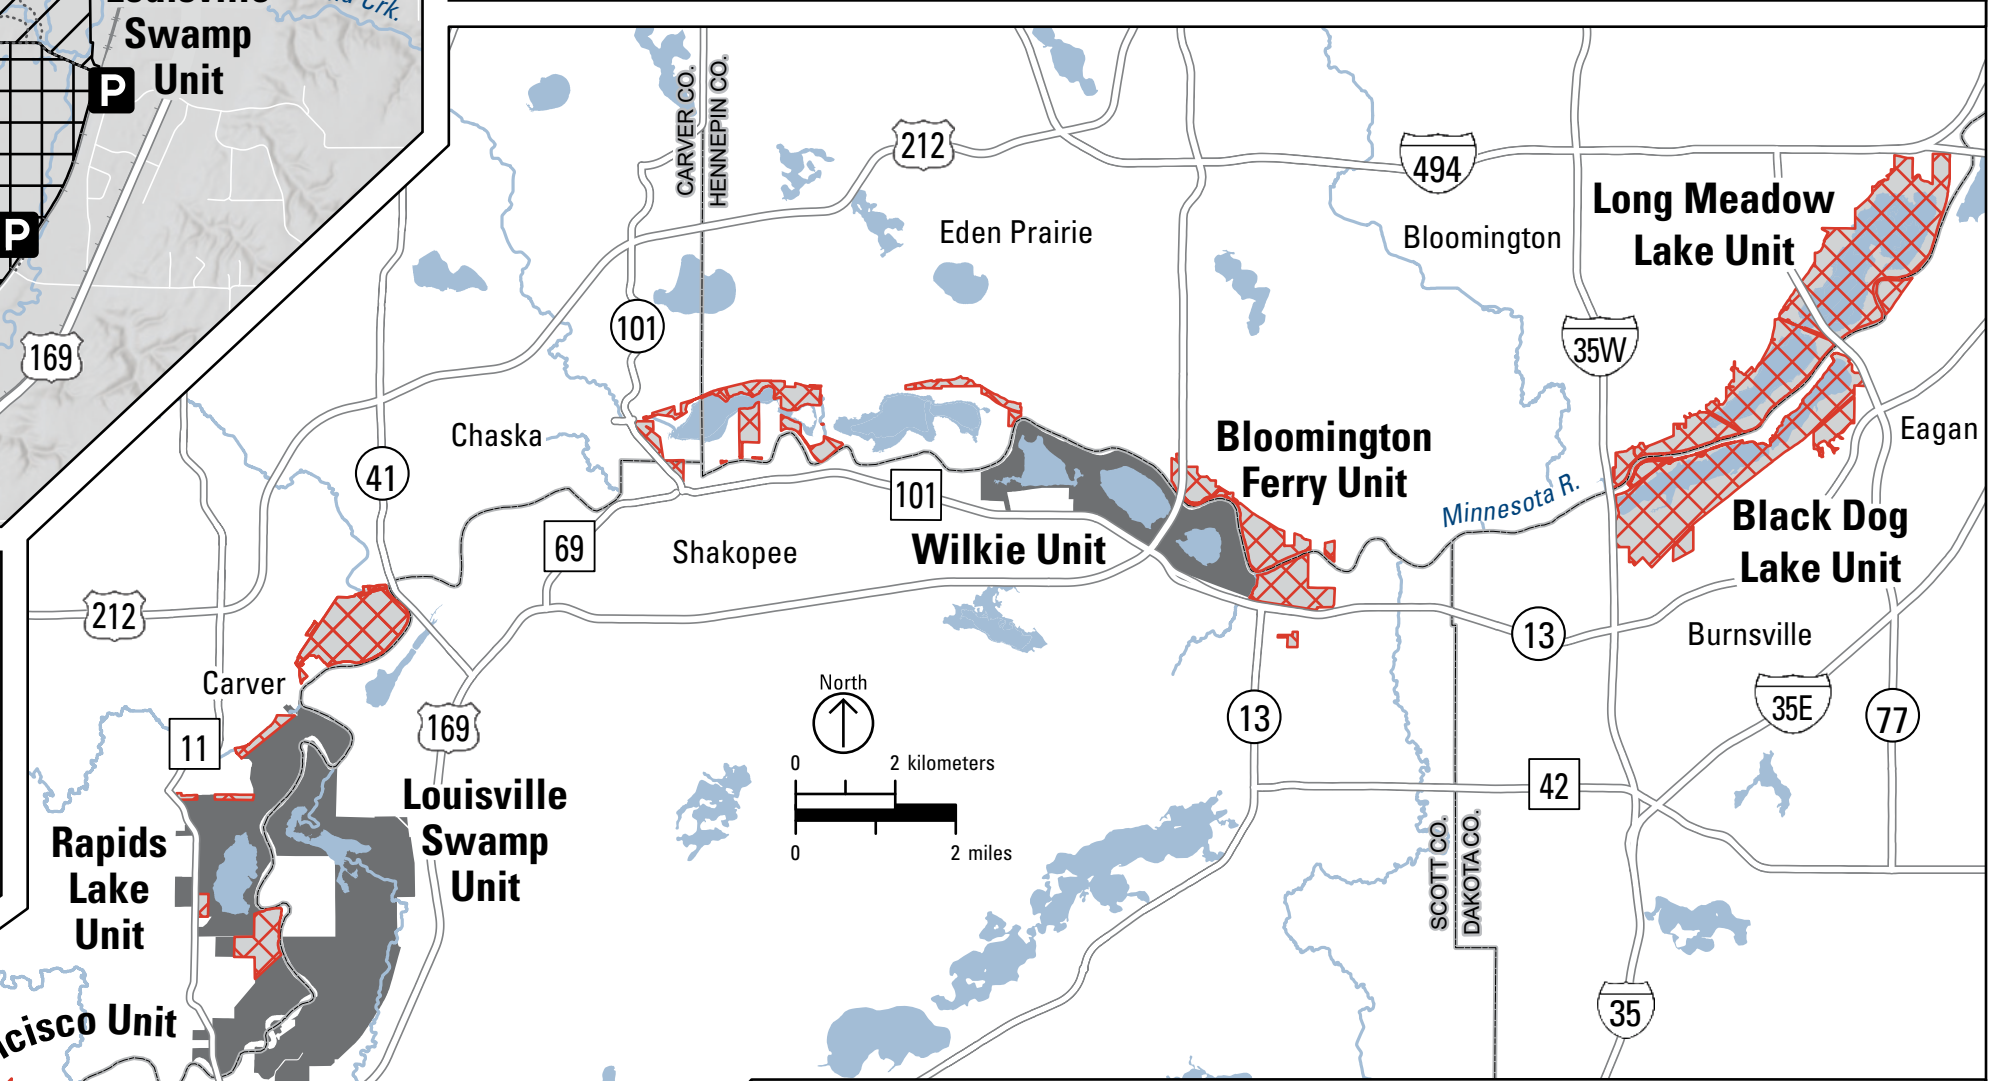 Swamp
Unit
P
P
169
Crk.
CARVER CO.
HENNEPIN CO.
212
494
Long Meadow
Lake Unit
Eden Prairie
Bloomington
101
35W
Chaska
41
Bloomington
Ferry Unit
Eagan
101
Minnesota R.
69
Shakopee
Wilkie Unit
Black Dog
Lake Unit
212
13
Burnsville
Carver
North
169
11
13
35E
77
0
2 kilometers
0
2 miles
42
Louisville
Swamp
Unit
Rapids
Lake
Unit
SCOTT CO.
DAKOTA CO.
cisco Unit
35